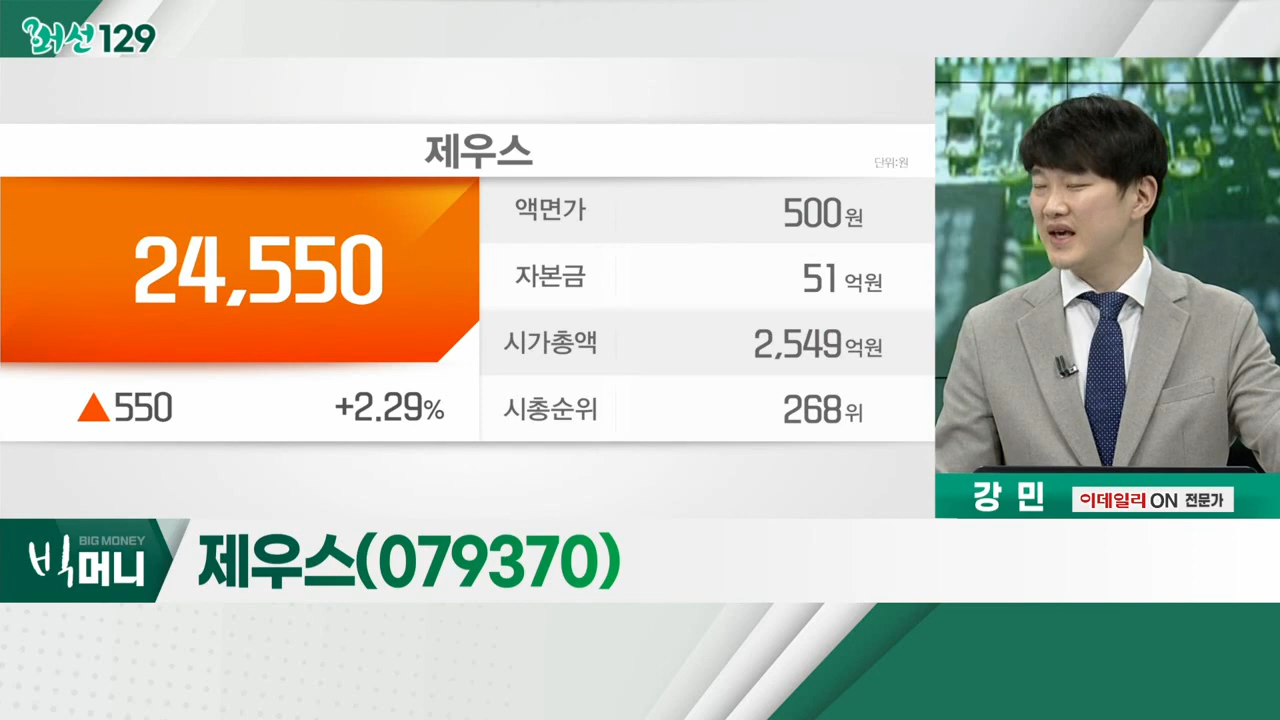 머선129
제우스
단위:원
24,550
▲550 +2.29%
액면가 500원
자본금 51억원
시가총액 2,549억원
시총순위 268위
강 민 이데일리 ON 전문가
BIG MONEY
빅머니
제우스(079370)